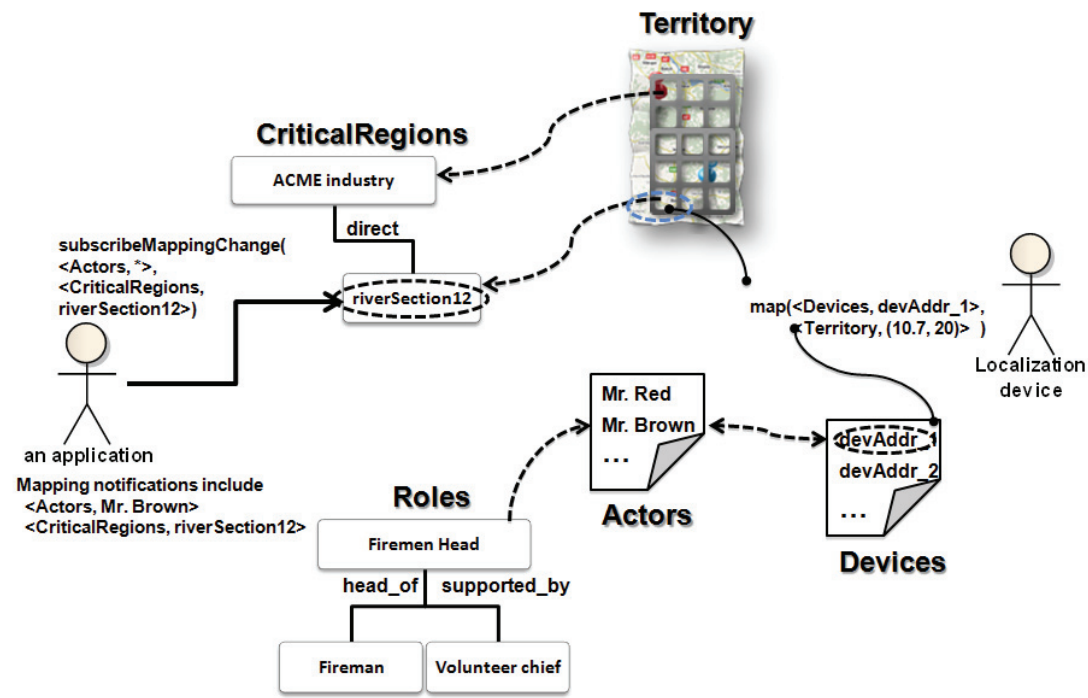 Territory
CriticalRegions
ACME industry
direct
subscribeMappingChange(
<Actors, *>,
<CriticalRegions,
riverSection12>)
riverSection12
map(<Devices, devAddr_1>,
<Territory, (10.7, 20)> )
Localization
device
an application
Mapping notifications include
<Actors, Mr. Brown>
<CriticalRegions, riverSection12>
Mr. Red
Mr. Brown
...
Actors
devAddr_1
devAddr_2
...
Devices
Roles
Firemen Head
head_of
supported_by
Fireman
Volunteer chief